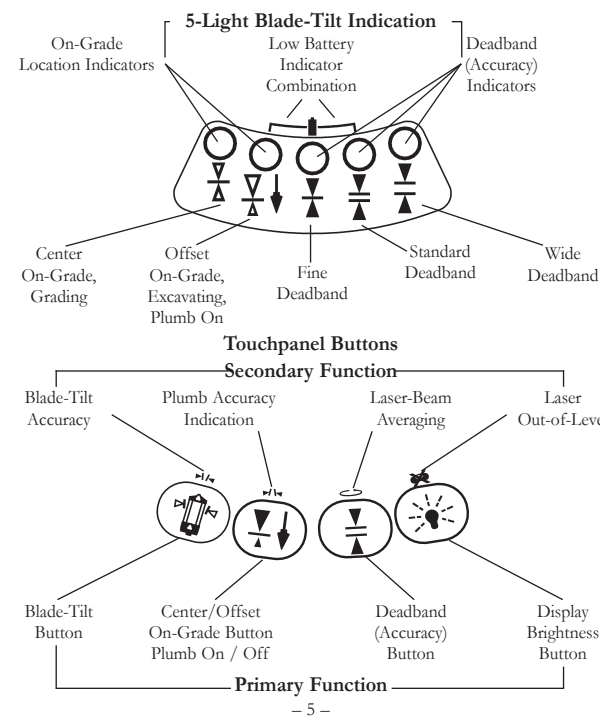 5-Light Blade-Tilt Indication
On-Grade
Location Indicators
Low Battery
Indicator
Combination
Deadband
(Accuracy)
Indicators
Center
On-Grade,
Grading
Offset
On-Grade,
Excavating,
Plumb On
Fine
Deadband
Standard
Deadband
Wide
Deadband
Touchpanel Buttons
Secondary Function
Blade-Tilt
Accuracy
Plumb Accuracy
Indication
Laser-Beam
Averaging
Laser
Out-of-Leve
Blade-Tilt
Button
Center/Offset
On-Grade Button
Plumb On / Off
Deadband
(Accuracy)
Button
Display
Brightness
Button
Primary Function
– 5 –